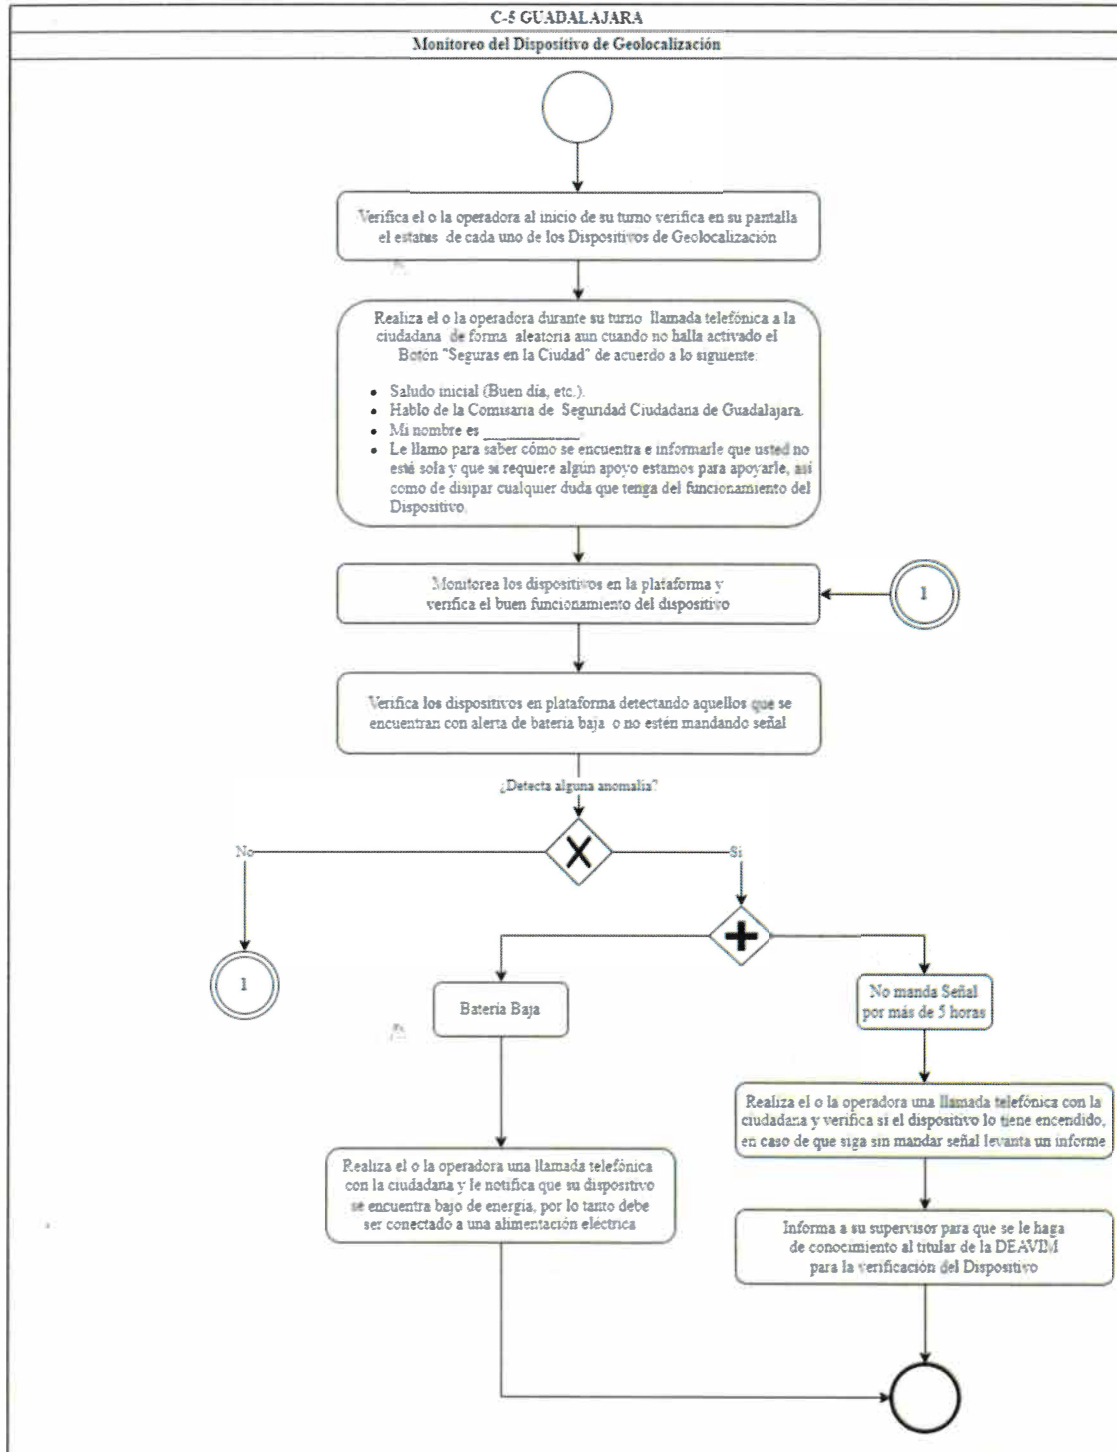 C-5 GUADALAJARA
Monitoreo del Dispositivo de Geolocalización
Verifica el o la operadora al inicio de su turno verifica en su pantalla
el estatus de cada uno de los Dispositivos de Geolocalización
Realiza el o la operadora durante su turno llamada telefónica a la
ciudadana de forma aleatoria aun cuando no halla activado el
Botón "Seguras en la Ciudad" de acuerdo a lo siguiente:
• Saludo inicial (Buen día, etc.).
• Hablo de la Comisaria de Seguridad Ciudadana de Guadalajara.
• Mi nombre es ____________.
• Le llamo para saber cómo se encuentra e informarle que usted no
está sola y que si requiere algún apoyo estamos para apoyarle, así
como de disipar cualquier duda que tenga del funcionamiento del
Dispositivo.
Monitorea los dispositivos en la plataforma y
verifica el buen funcionamiento del dispositivo
1
Verifica los dispositivos en plataforma detectando aquellos que se
encuentran con alerta de batería baja o no estén mandando señal
¿Detecta alguna anomalía?
No
Si
1
Batería Baja
No manda Señal
por más de 5 horas
Realiza el o la operadora una llamada telefónica con la
ciudadana y verifica si el dispositivo lo tiene encendido,
en caso de que siga sin mandar señal levanta un informe
Realiza el o la operadora una llamada telefónica
con la ciudadana y le notifica que su dispositivo
se encuentra bajo de energía, por lo tanto debe
ser conectado a una alimentación eléctrica
Informa a su supervisor para que se le haga
de conocimiento al titular de la DEAVIM
para la verificación del Dispositivo